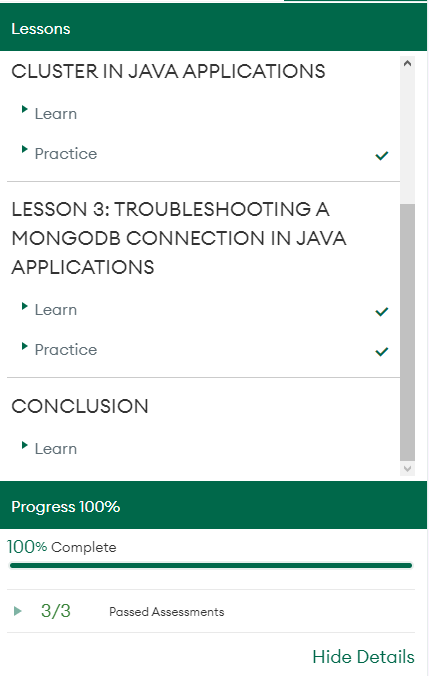 Lessons
CLUSTER IN JAVA APPLICATIONS
Learn
Practice
LESSON 3: TROUBLESHOOTING A
MONGODB CONNECTION IN JAVA
APPLICATIONS
Learn
Practice
CONCLUSION
Learn
Progress 100%
100% Complete
3/3 Passed Assessments
Hide Details